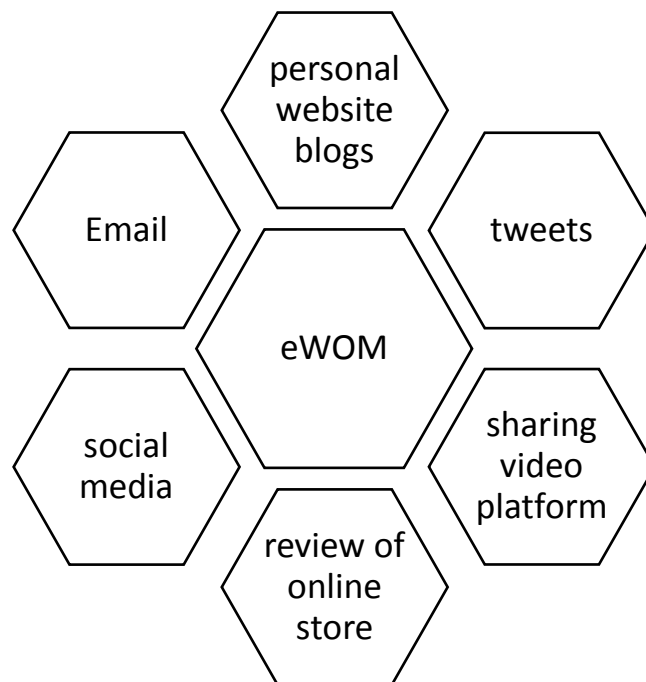 personal
website
blogs
Email
tweets
eWOM
social
media
sharing
video
platform
review of
online
store